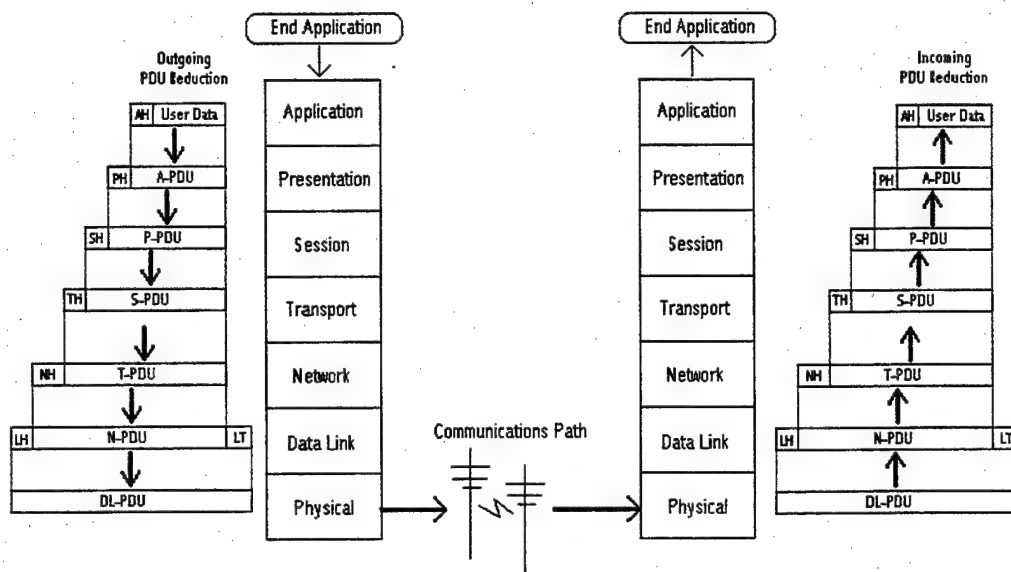 End Application
End Application
Outgoing
PDU Reduction
Incoming
PDU Reduction
AH User Data
Application
Application
AH User Data
PH A-PDU
Presentation
Presentation
PH A-PDU
SH P-PDU
Session
Session
SH P-PDU
TH S-PDU
Transport
Transport
TH S-PDU
NH T-PDU
Network
Network
NH T-PDU
LH N-PDU LT
Data Link
Communications Path
Data Link
LH N-PDU LT
DL-PDU
Physical
Physical
DL-PDU